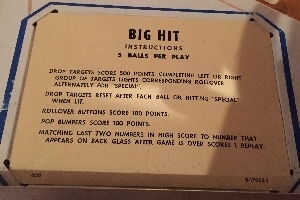 BIG HIT
INSTRUCTIONS
5 BALLS PER PLAY
DROP TARGETS SCORE 500 POINTS. COMPLETING LEFT OR RIGHT
GROUP OF TARGETS LIGHTS CORRESPONDING ROLLOVER
ALTERNATELY FOR "SPECIAL".
DROP TARGETS RESET AFTER EACH BALL OR HITTING "SPECIAL"
WHEN LIT.
ROLLOVER BUTTONS SCORE 100 POINTS.
POP BUMPERS SCORE 100 POINTS.
MATCHING LAST TWO NUMBERS IN HIGH SCORE TO NUMBER THAT
APPEARS ON BACK GLASS AFTER GAME IS OVER SCORES 1 REPLAY.